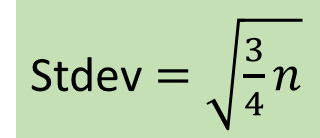 Stdev = √(3/4 n)